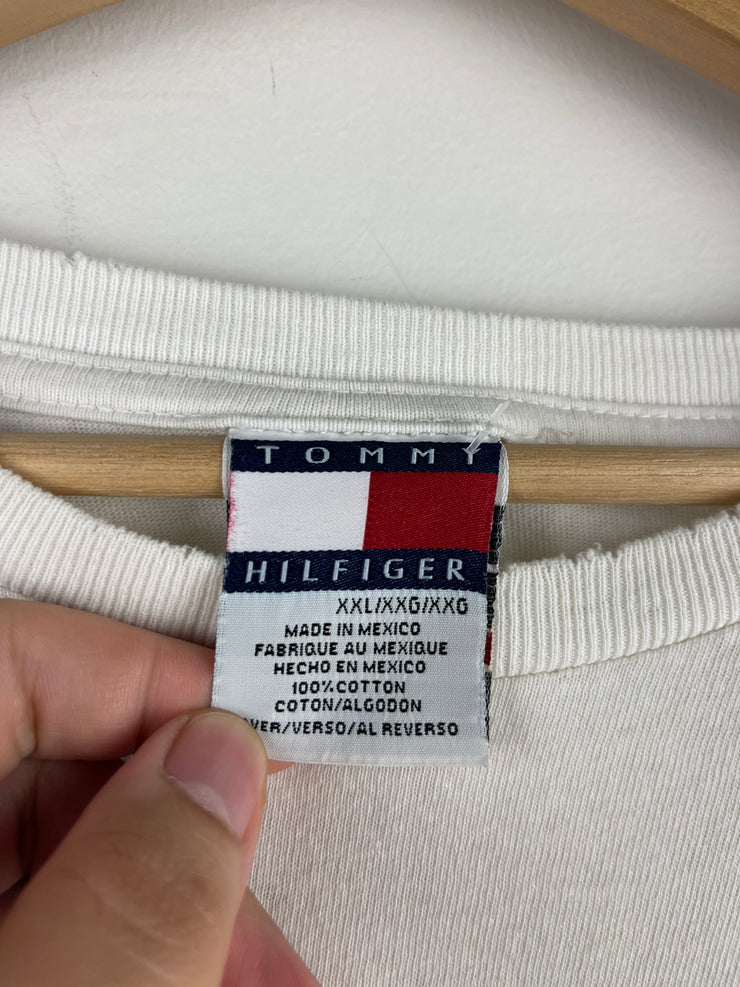 TOMMY
HILFIGER
XXL/XXG/XXG
MADE IN MEXICO
FABRIQUE AU MEXIQUE
HECHO EN MEXICO
100% COTTON
COTON/ALGODON
/VERSO/AL REVERSO